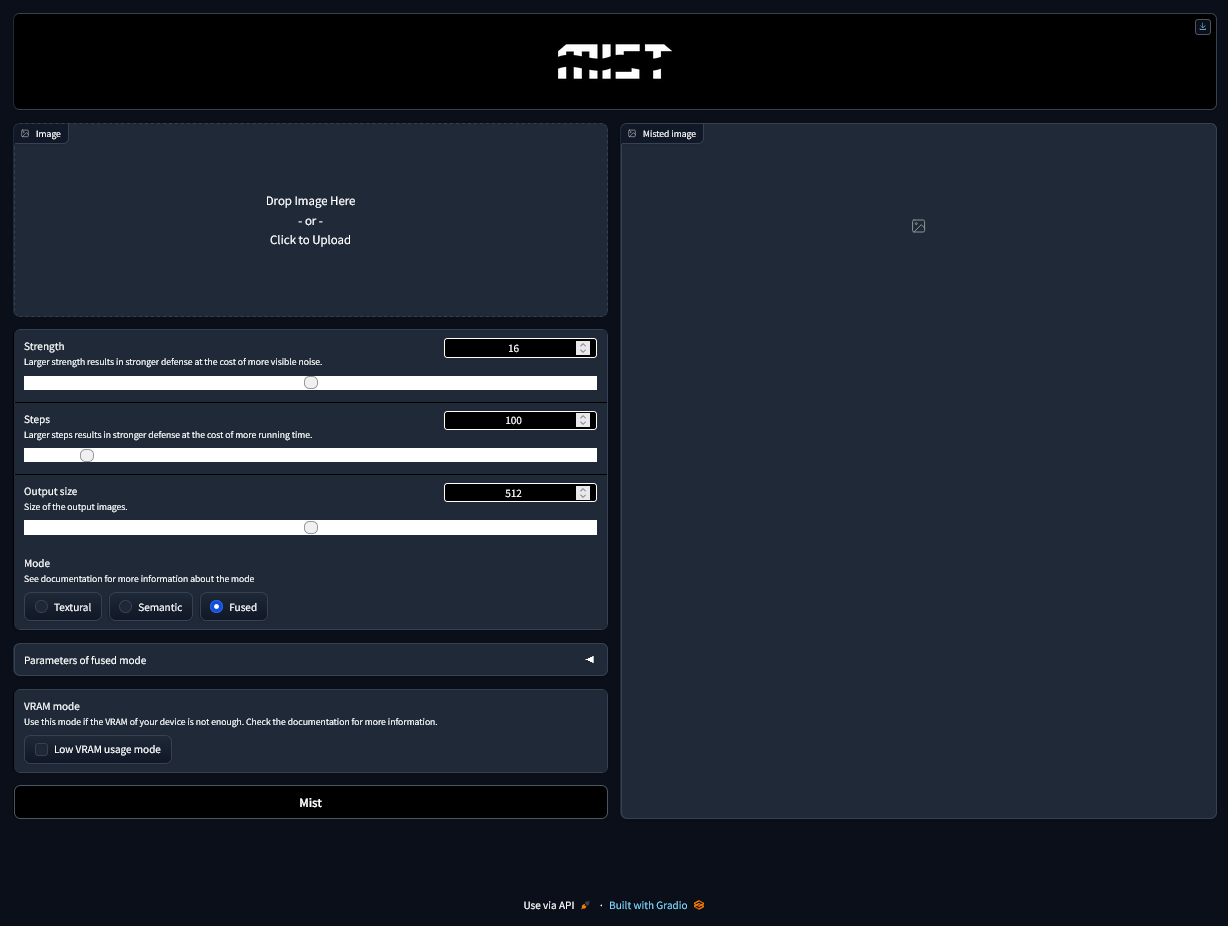 MIST
Image
Drop Image Here
- or -
Click to Upload
Strength
16
Larger strength results in stronger defense at the cost of more visible noise.
Steps
100
Larger steps results in stronger defense at the cost of more running time.
Output size
512
Size of the output images.
Mode
See documentation for more information about the mode
Textural Semantic Fused
Parameters of fused mode
VRAM mode
Use this mode if the VRAM of your device is not enough. Check the documentation for more information.
Low VRAM usage mode
Mist
Misted image
Use via API · Built with Gradio